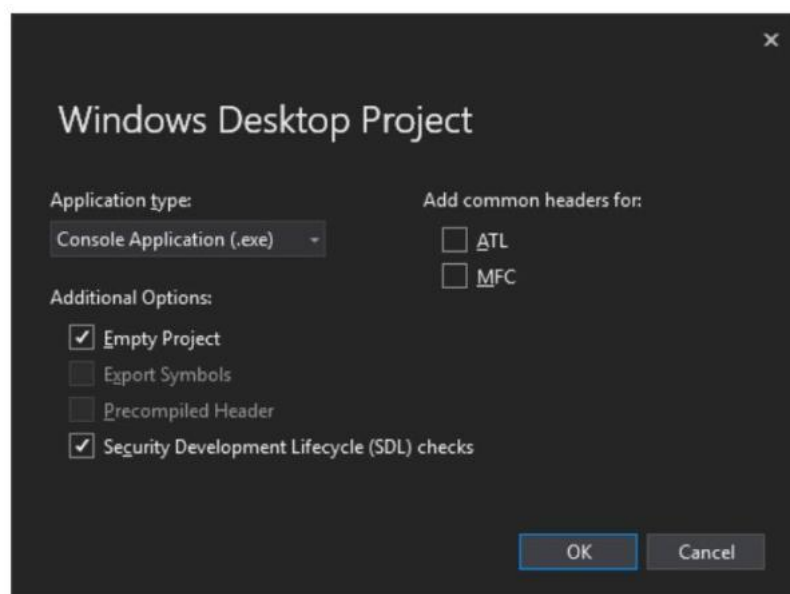 Windows Desktop Project
Application type:
Console Application (.exe)
Additional Options:
Empty Project
Export Symbols
Precompiled Header
Security Development Lifecycle (SDL) checks
Add common headers for:
ATL
MFC
OK
Cancel